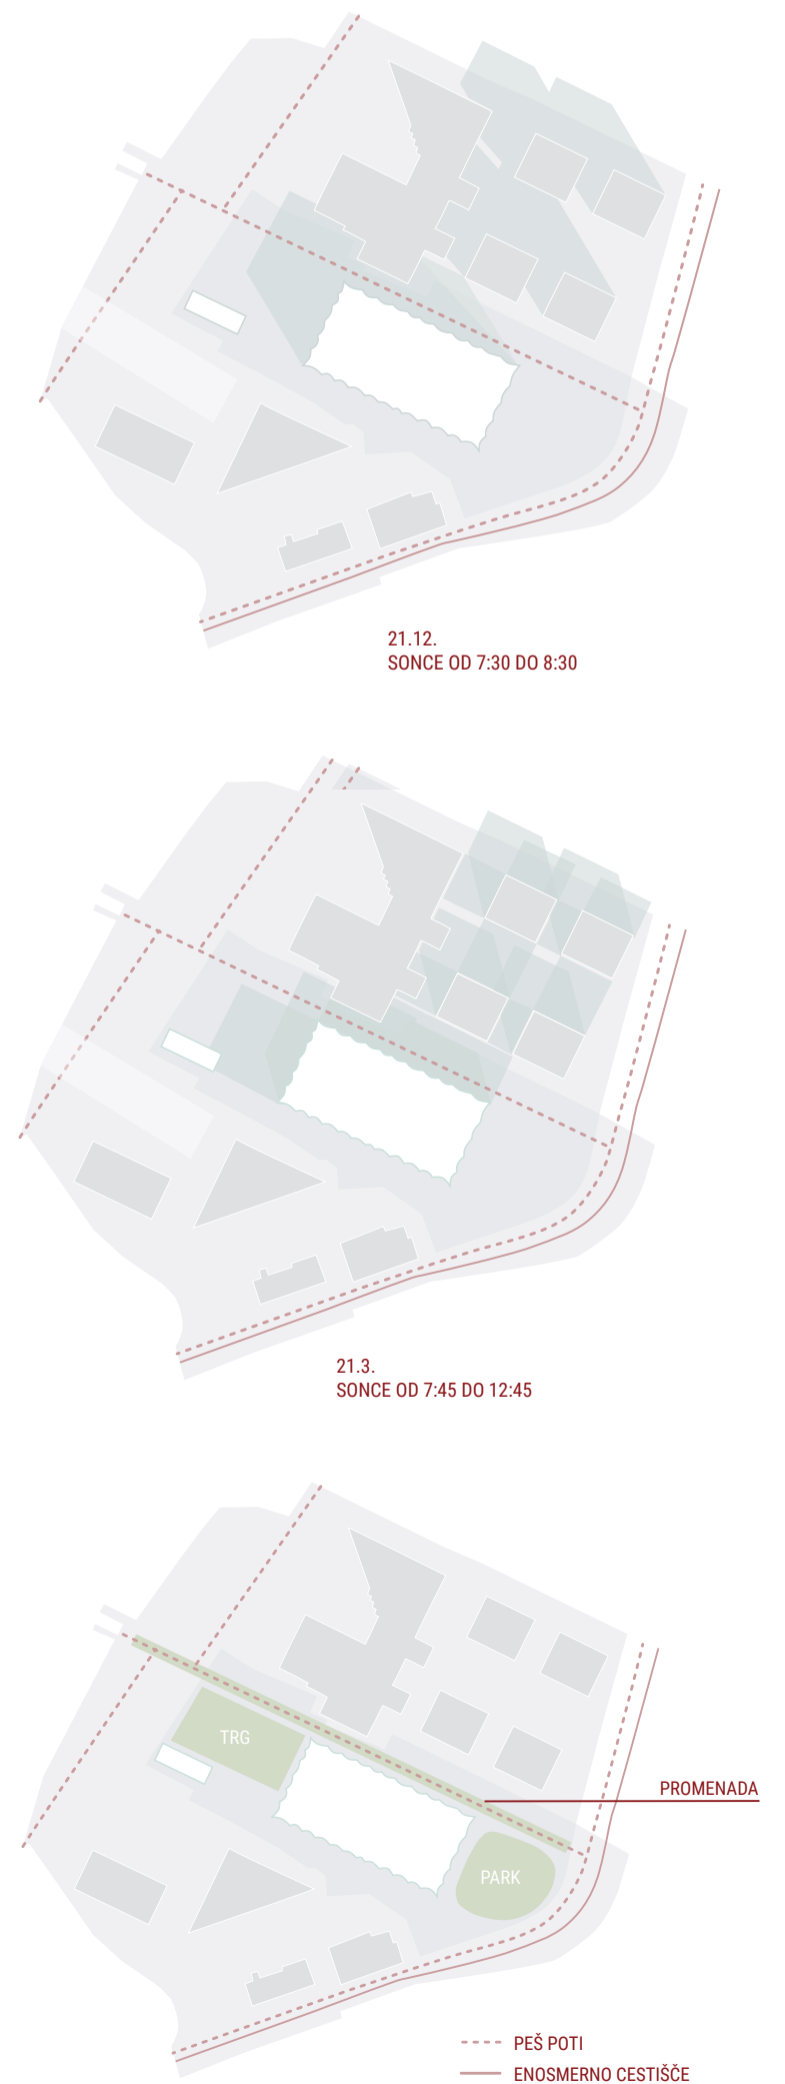 21.12.
SONCE OD 7:30 DO 8:30
21.3.
SONCE OD 7:45 DO 12:45
TRG
PROMENADA
PARK
PEŠ POTI
ENOSMERNO CESTIŠČE